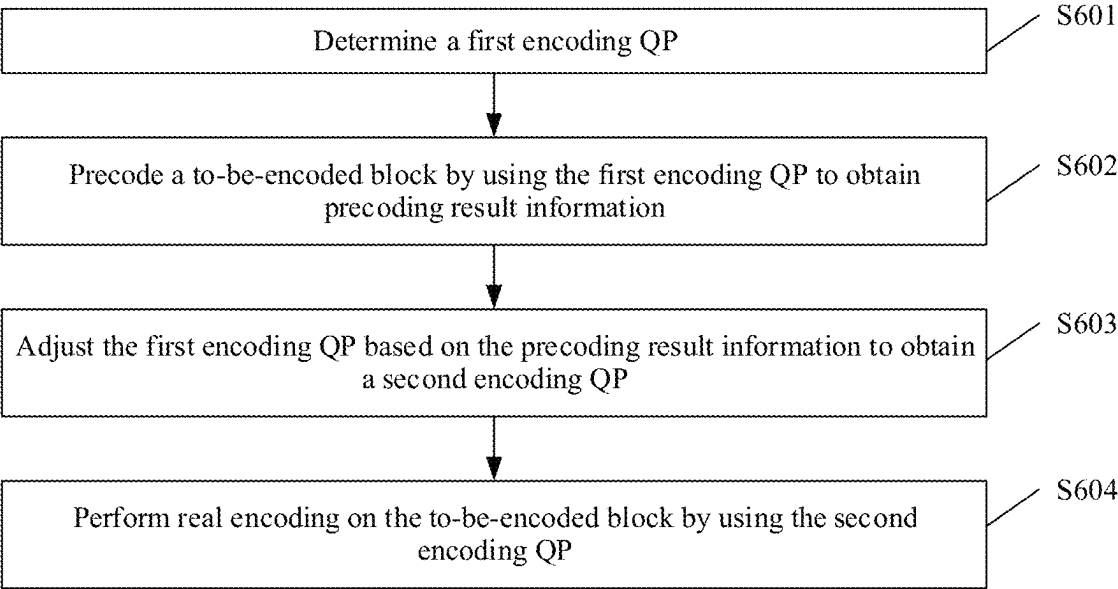 S601
Determine a first encoding QP
S602
Precode a to-be-encoded block by using the first encoding QP to obtain
precoding result information
S603
Adjust the first encoding QP based on the precoding result information to obtain
a second encoding QP
S604
Perform real encoding on the to-be-encoded block by using the second
encoding QP